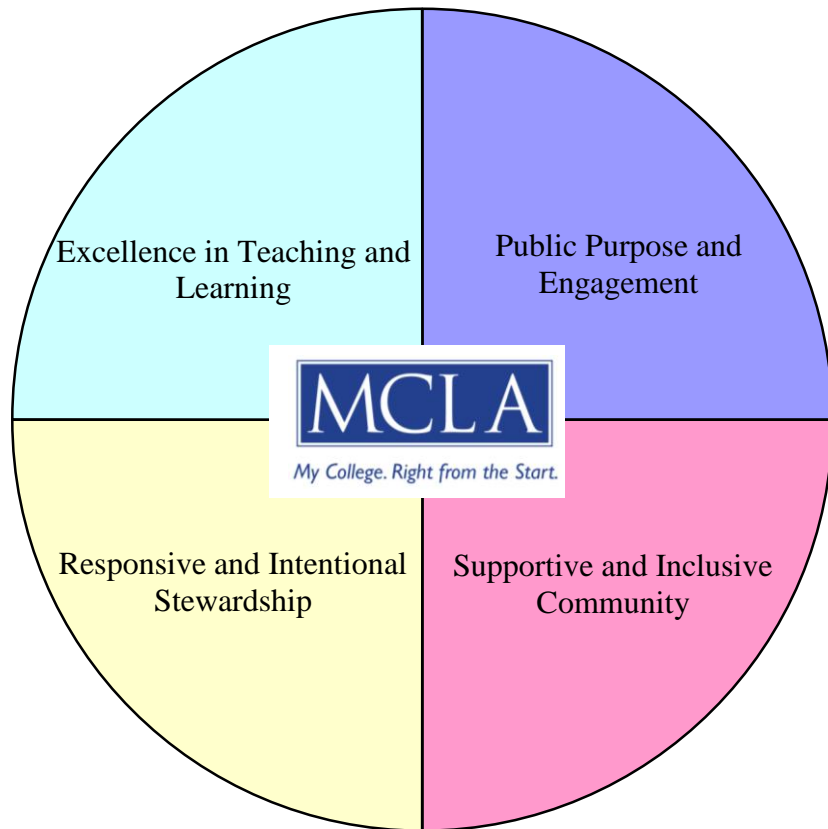 Excellence in Teaching and
Learning
Public Purpose and
Engagement
MCLA
My College. Right from the Start.
Responsive and Intentional
Stewardship
Supportive and Inclusive
Community